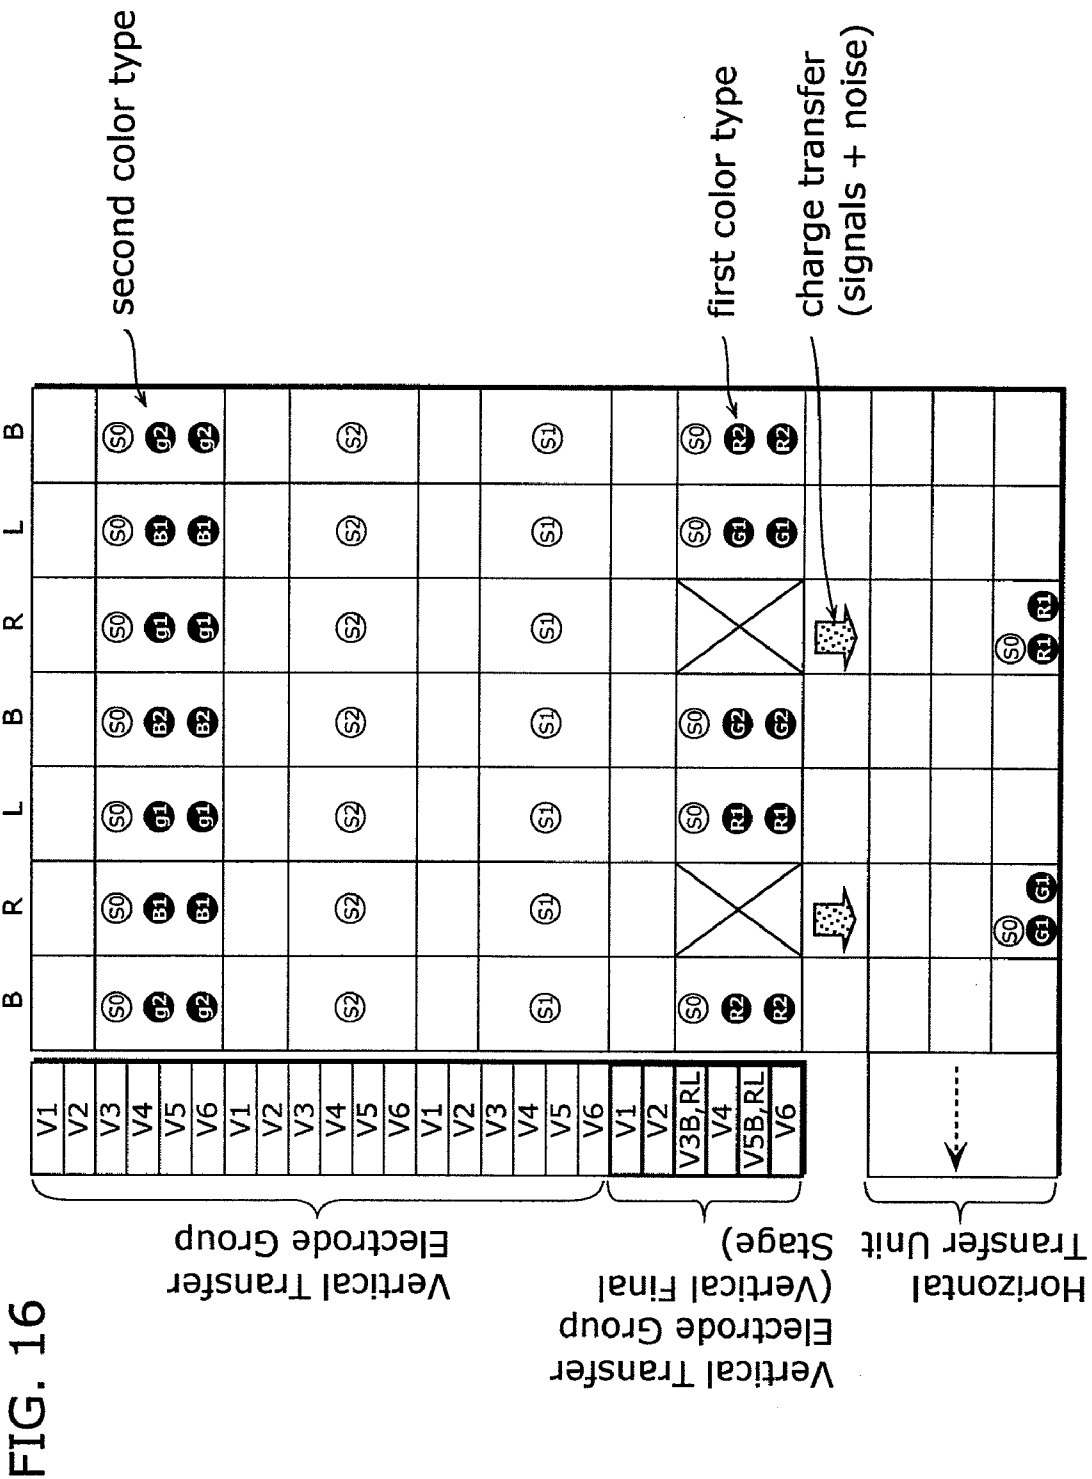 FIG. 16
B R L B R L B
second color type
V1
V2
V3
V4
V5
V6
V1
V2
V3
V4
V5
V6
V1
V2
V3
V4
V5
V6
V1
V2
V3B,RL
V4
V5B,RL
V6
S0 S0 S0 S0 S0 S0 S0
g2 B1 g1 B2 g1 B1 g2
g2 B1 g1 B2 g1 B1 g2
S2 S2 S2 S2 S2 S2 S2
S1 S1 S1 S1 S1 S1 S1
S0 S0 S0 S0 S0
R2 R1 G2 G1 R2
R2 R1 G2 G1 R2
first color type
charge transfer
(signals + noise)
S0 S0
G1 G1 R1 R1
Vertical Transfer
Electrode Group
Vertical Transfer
Electrode Group
(Vertical Final
Stage)
Horizontal
Transfer Unit